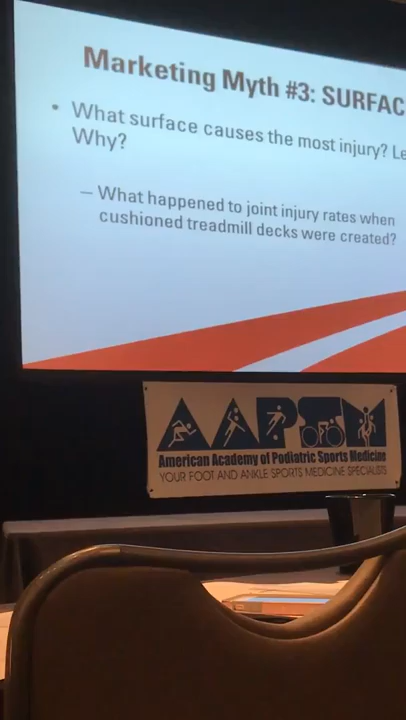 Marketing Myth #3: SURFAC
• What surface causes the most injury? Le
Why?
– What happened to joint injury rates when
cushioned treadmill decks were created?
AAPSM
American Academy of Podiatric Sports Medicine
YOUR FOOT AND ANKLE SPORTS MEDICINE SPECIALISTS